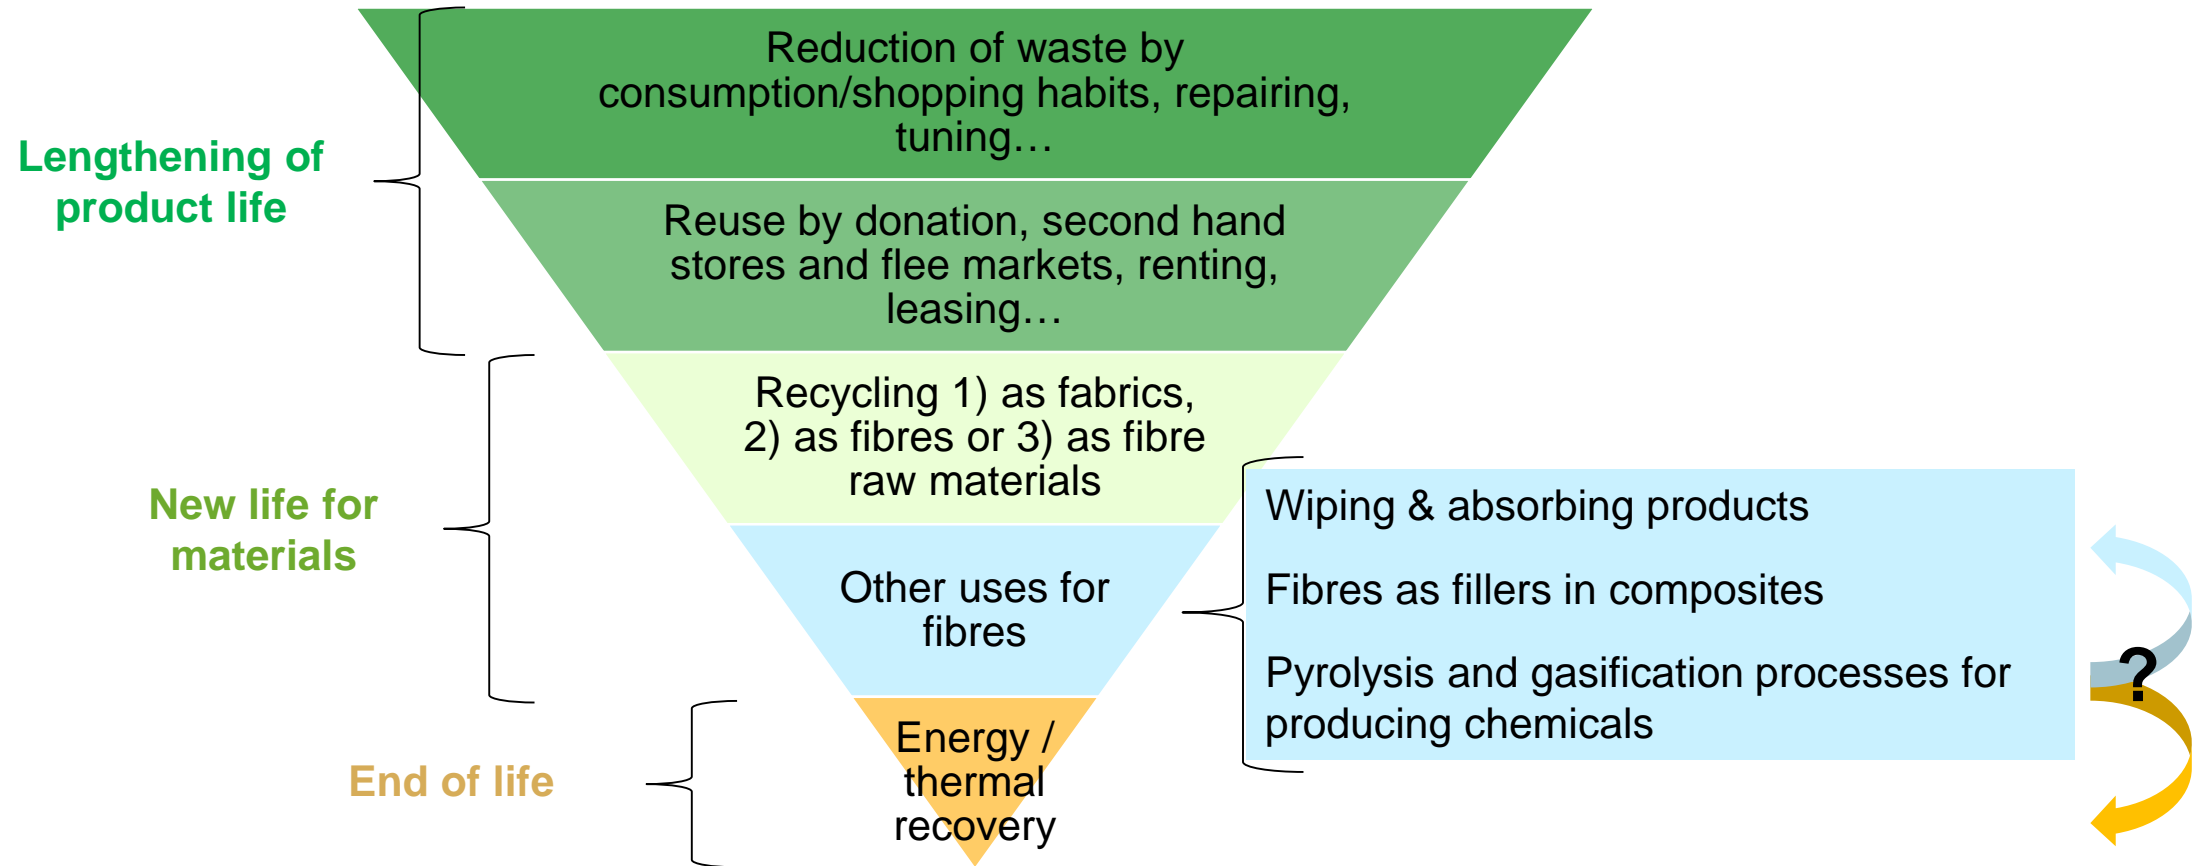 Reduction of waste by
consumption/shopping habits, repairing,
tuning…
Lengthening of
product life
Reuse by donation, second hand
stores and flee markets, renting,
leasing…
Recycling 1) as fabrics,
2) as fibres or 3) as fibre
raw materials
New life for
materials
Other uses for
fibres
Wiping & absorbing products
Fibres as fillers in composites
Pyrolysis and gasification processes for
producing chemicals
?
End of life
Energy /
thermal
recovery